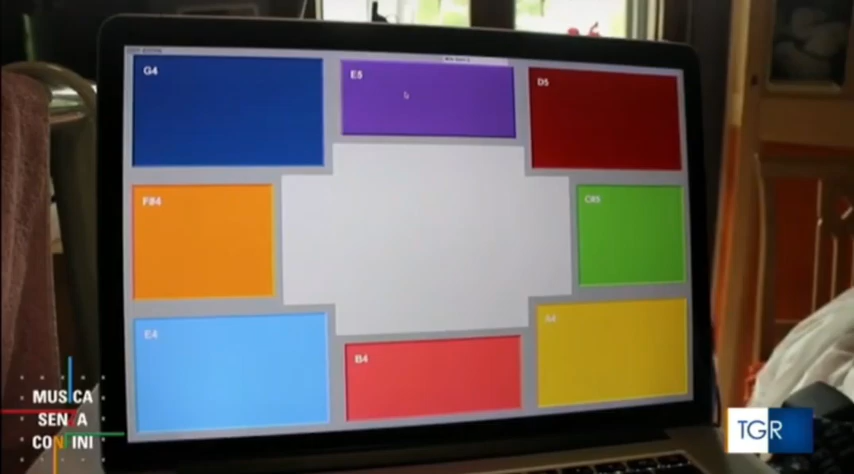 G4
E5
D5
F#4
C#5
E4
B4
A4
MUSICA
SENZA
CONFINI
TGR